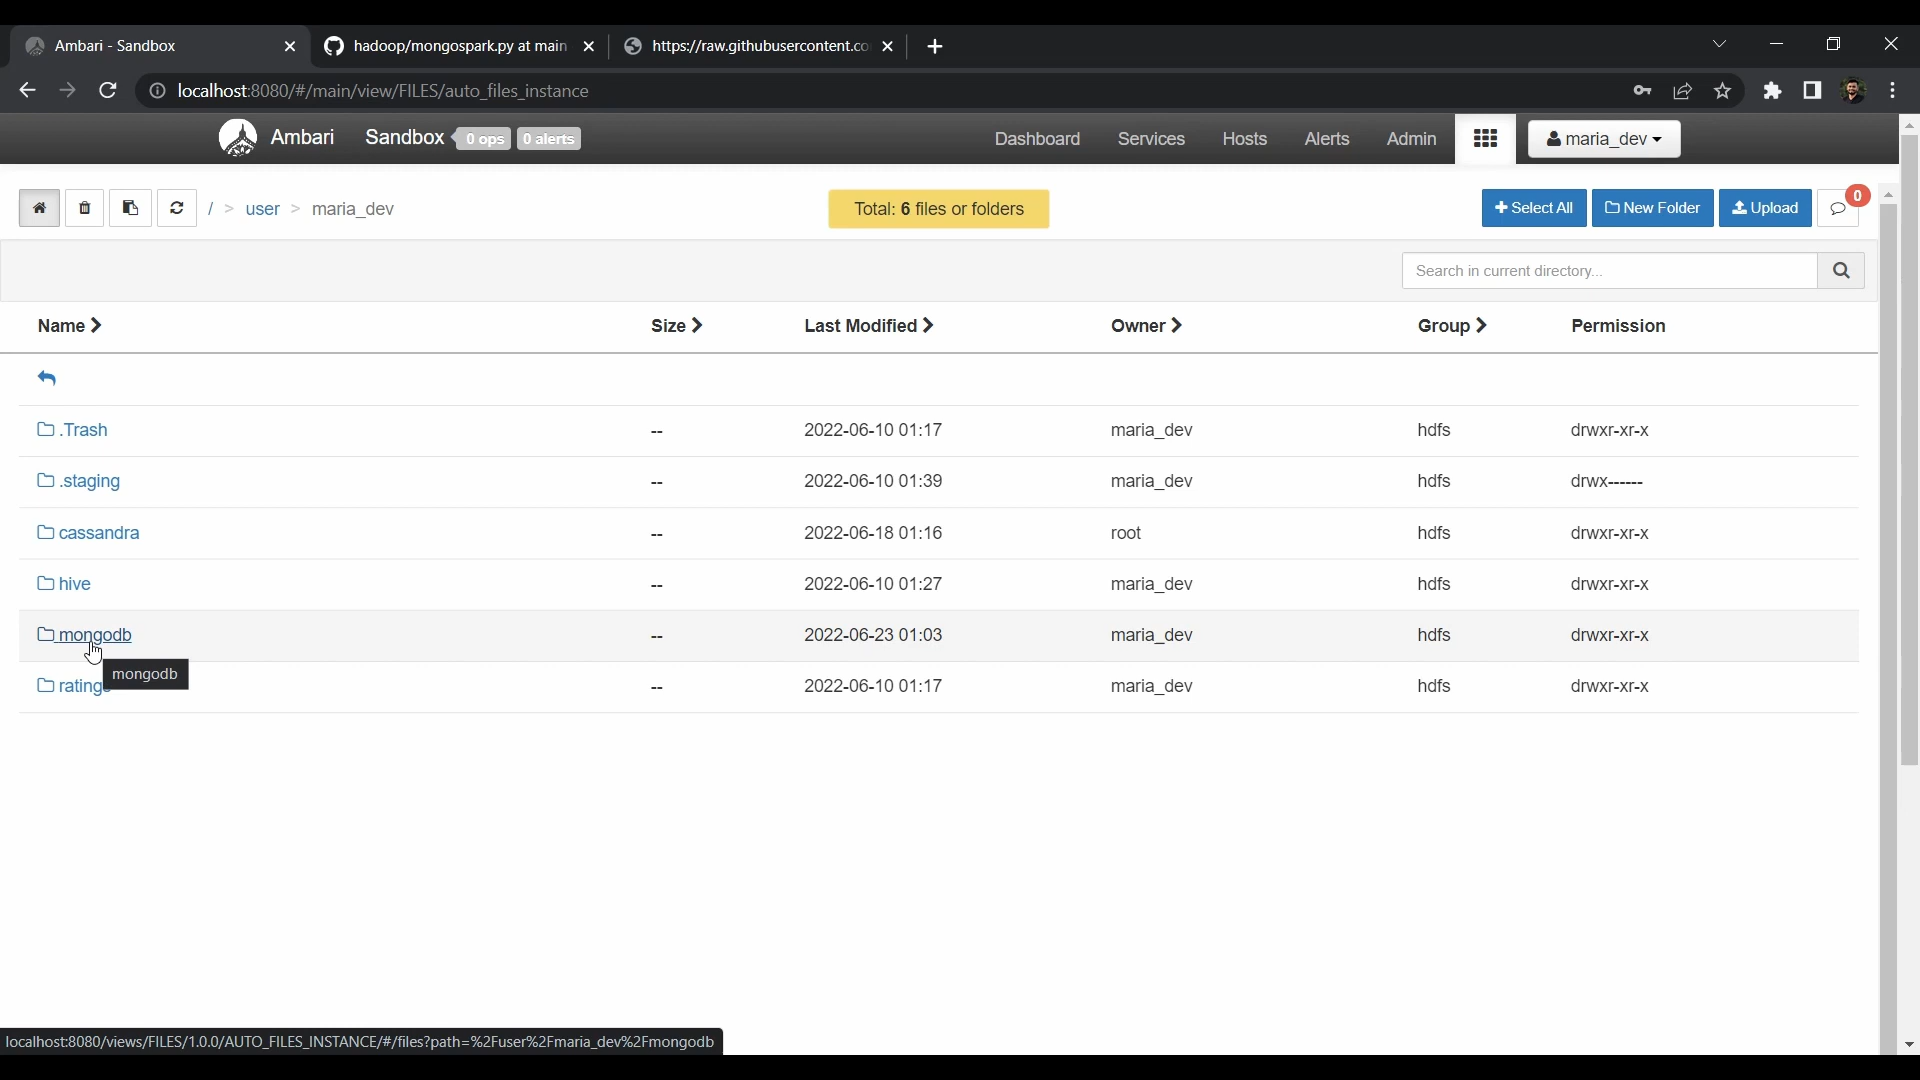 Ambari - Sandbox
hadoop/mongospark.py at main
https://raw.githubusercontent.co
localhost:8080/#/main/view/FILES/auto_files_instance
Ambari Sandbox 0 ops 0 alerts Dashboard Services Hosts Alerts Admin maria_dev
/ > user > maria_dev Total: 6 files or folders + Select All New Folder Upload 0
Search in current directory...
Name Size Last Modified Owner Group Permission
.Trash -- 2022-06-10 01:17 maria_dev hdfs drwxr-xr-x
.staging -- 2022-06-10 01:39 maria_dev hdfs drwx------
cassandra -- 2022-06-18 01:16 root hdfs drwxr-xr-x
hive -- 2022-06-10 01:27 maria_dev hdfs drwxr-xr-x
mongodb -- 2022-06-23 01:03 maria_dev hdfs drwxr-xr-x
mongodb
ratings -- 2022-06-10 01:17 maria_dev hdfs drwxr-xr-x
localhost:8080/views/FILES/1.0.0/AUTO_FILES_INSTANCE/#/files?path=%2Fuser%2Fmaria_dev%2Fmongodb